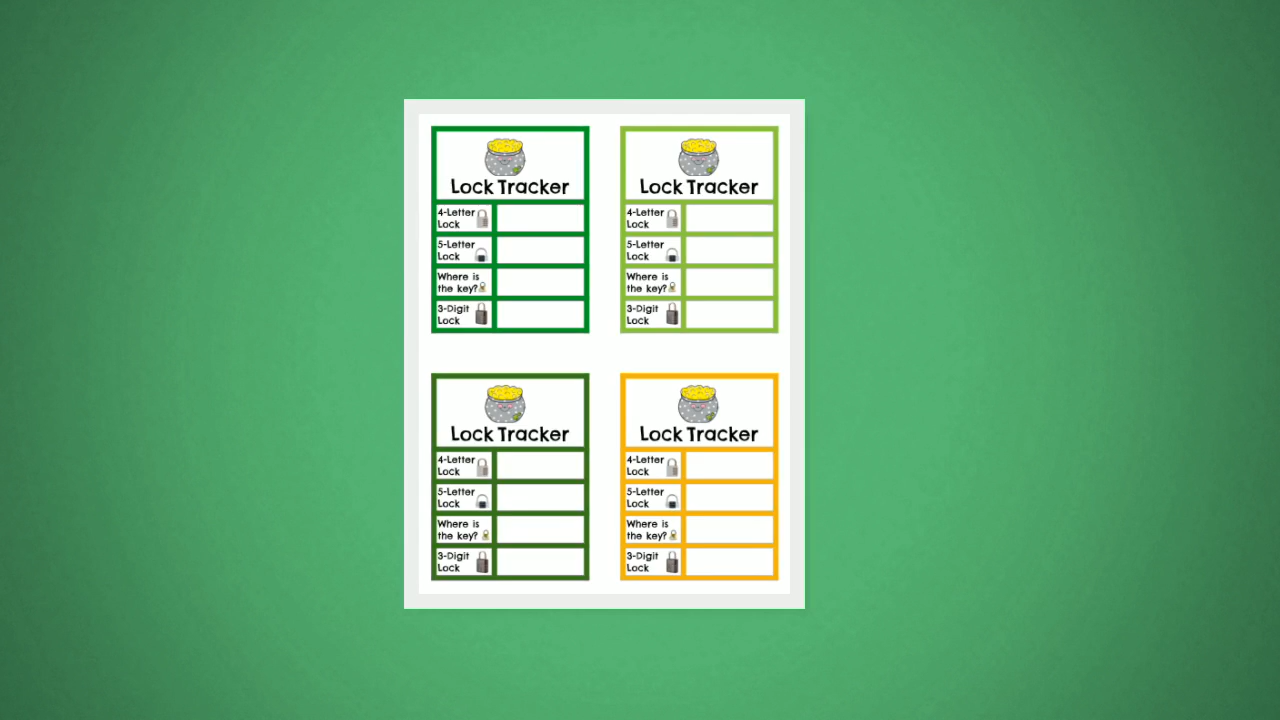 Lock Tracker
4-Letter
Lock
5-Letter
Lock
Where is
the key?
3-Digit
Lock
Lock Tracker
4-Letter
Lock
5-Letter
Lock
Where is
the key?
3-Digit
Lock
Lock Tracker
4-Letter
Lock
5-Letter
Lock
Where is
the key?
3-Digit
Lock
Lock Tracker
4-Letter
Lock
5-Letter
Lock
Where is
the key?
3-Digit
Lock